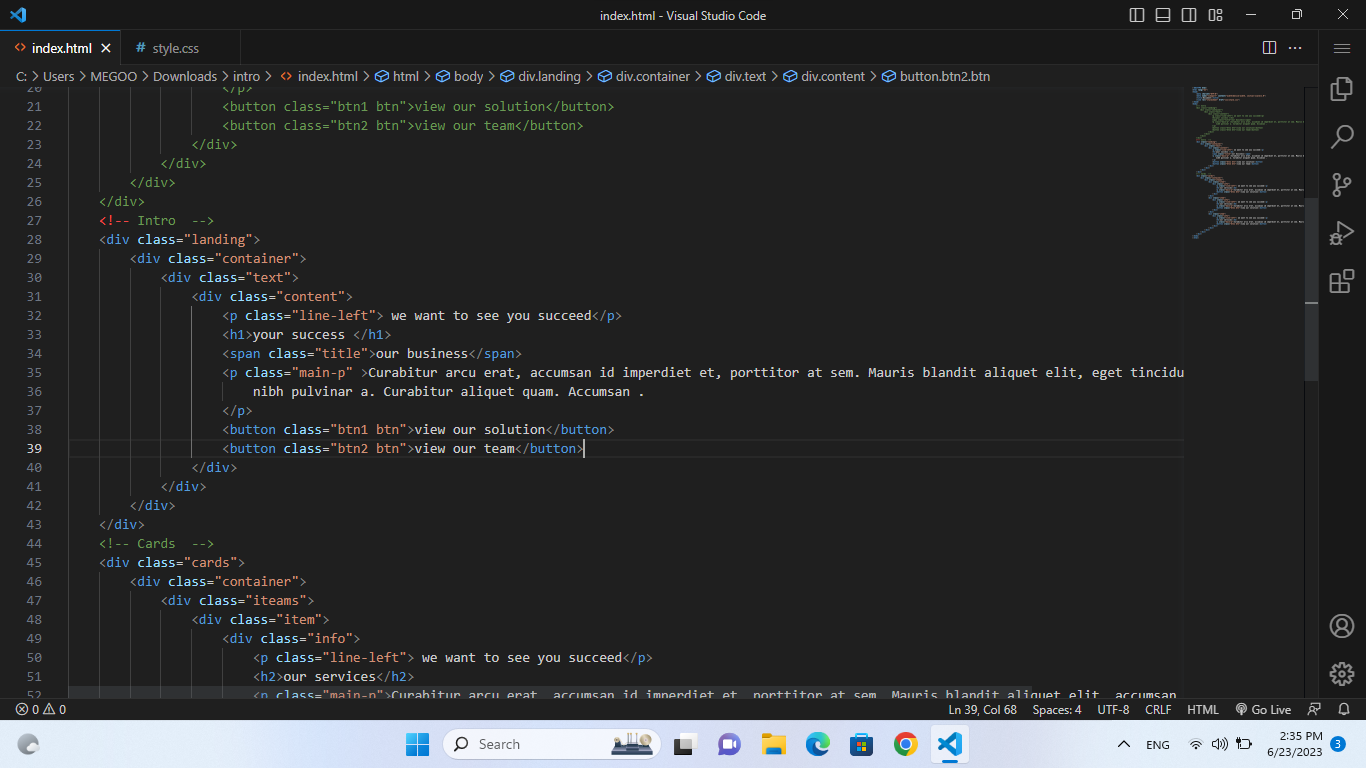 index.html - Visual Studio Code
index.html
# style.css
C: > Users > MEGOO > Downloads > intro > index.html > html > body > div.landing > div.container > div.text > div.content > button.btn2.btn
20 </p>
21 <button class="btn1 btn">view our solution</button>
22 <button class="btn2 btn">view our team</button>
23 </div>
24 </div>
25 </div>
26 </div>
27 <!-- Intro  -->
28 <div class="landing">
29 <div class="container">
30 <div class="text">
31 <div class="content">
32 <p class="line-left"> we want to see you succeed</p>
33 <h1>your success </h1>
34 <span class="title">our business</span>
35 <p class="main-p" >Curabitur arcu erat, accumsan id imperdiet et, porttitor at sem. Mauris blandit aliquet elit, eget tincidu
36 nibh pulvinar a. Curabitur aliquet quam. Accumsan .
37 </p>
38 <button class="btn1 btn">view our solution</button>
39 <button class="btn2 btn">view our team</button>
40 </div>
41 </div>
42 </div>
43 </div>
44 <!-- Cards  -->
45 <div class="cards">
46 <div class="container">
47 <div class="iteams">
48 <div class="item">
49 <div class="info">
50 <p class="line-left"> we want to see you succeed</p>
51 <h2>our services</h2>
52 <p class="main-p">Curabitur arcu erat, accumsan id imperdiet et, porttitor at sem. Mauris blandit aliquet elit, accumsan
0 0 Ln 39, Col 68 Spaces: 4 UTF-8 CRLF HTML Go Live
Search
ENG
2:35 PM
6/23/2023
3